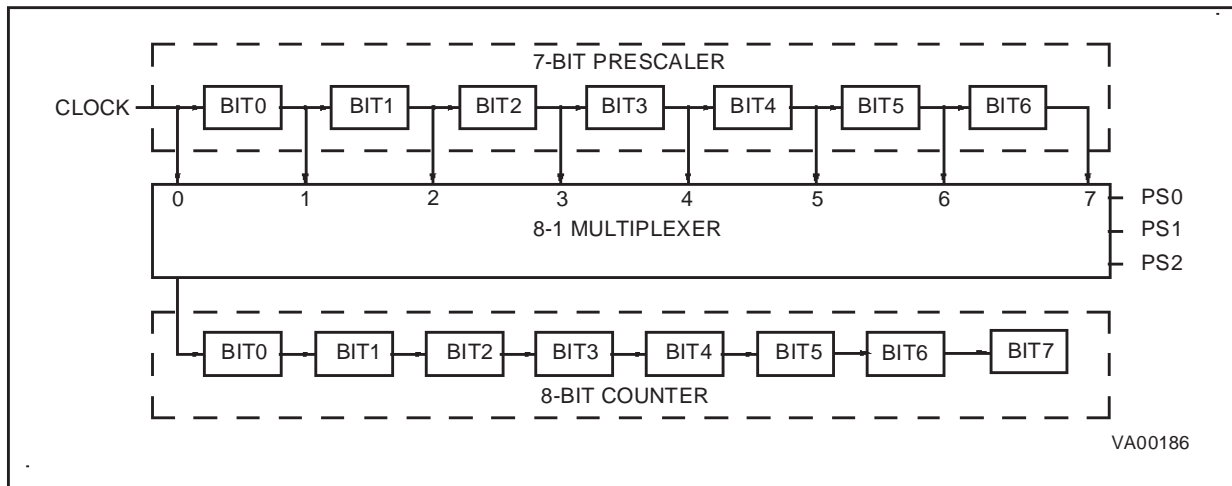 7-BIT PRESCALER
CLOCK BIT0 BIT1 BIT2 BIT3 BIT4 BIT5 BIT6
0 1 2 3 4 5 6 7
PS0
8-1 MULTIPLEXER
PS1
PS2
BIT0 BIT1 BIT2 BIT3 BIT4 BIT5 BIT6 BIT7
8-BIT COUNTER
VA00186